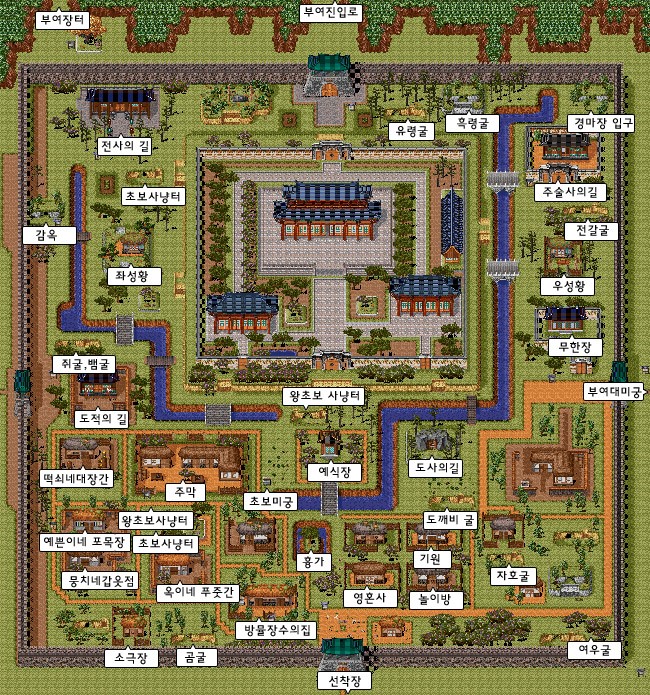 부여장터
부여진입로
유령굴
흑령굴
경마장 입구
전사의 길
주술사의길
초보사냥터
전갈굴
감옥
좌성황
우성황
무한장
쥐굴,뱀굴
부여대미궁
왕초보 사냥터
도적의 길
예식장
도사의길
떡쇠네대장간
주막
초보미궁
왕초보사냥터
도깨비 굴
예쁜이네 포목장
초보사냥터
흉가
기원
뭉치네갑옷점
자호굴
옥이네 푸줏간
영혼사
놀이방
방물장수의집
소극장
곰굴
여우굴
선착장